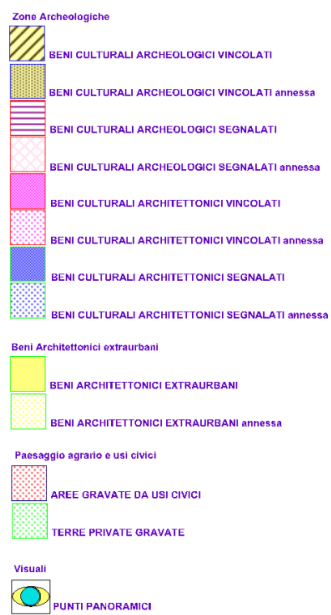 Zone Archeologiche
BENI CULTURALI ARCHEOLOGICI VINCOLATI
BENI CULTURALI ARCHEOLOGICI VINCOLATI annessa
BENI CULTURALI ARCHEOLOGICI SEGNALATI
BENI CULTURALI ARCHEOLOGICI SEGNALATI annessa
BENI CULTURALI ARCHITETTONICI VINCOLATI
BENI CULTURALI ARCHITETTONICI VINCOLATI annessa
BENI CULTURALI ARCHITETTONICI SEGNALATI
BENI CULTURALI ARCHITETTONICI SEGNALATI annessa
Beni Architettonici extraurbani
BENI ARCHITETTONICI EXTRAURBANI
BENI ARCHITETTONICI EXTRAURBANI annessa
Paesaggio agrario e usi civici
AREE GRAVATE DA USI CIVICI
TERRE PRIVATE GRAVATE
Visuali
PUNTI PANORAMICI